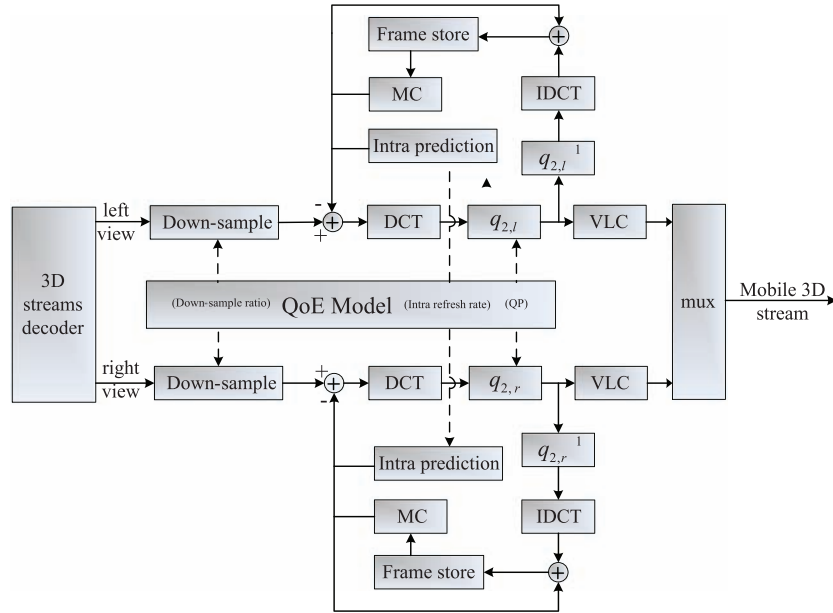 Frame store
+
MC
IDCT
Intra prediction
q2,l 1
left
view
Down-sample
-
+
+
DCT
q2,l
VLC
3D
streams
decoder
(Down-sample ratio) QoE Model (Intra refresh rate) (QP)
mux
Mobile 3D
stream
right
view
Down-sample
+
+
-
DCT
q2,r
VLC
Intra prediction
q2,r 1
MC
IDCT
Frame store
+